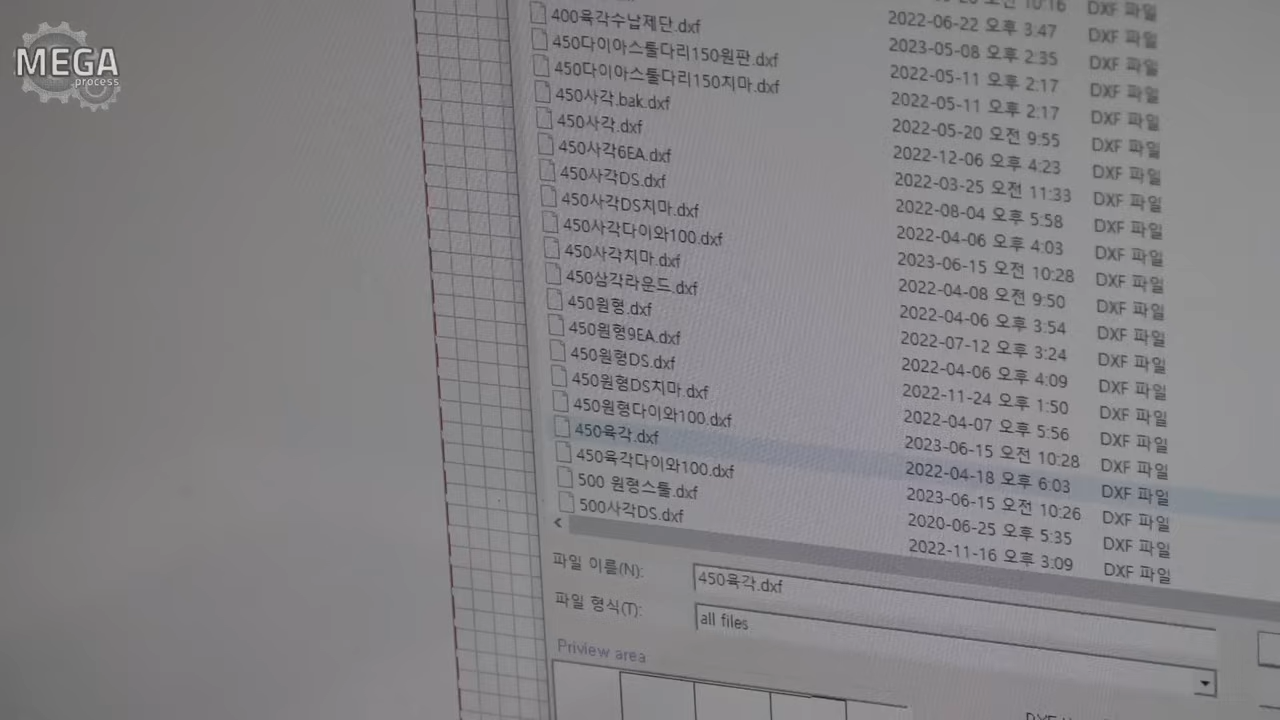 MEGA
.process
오전 10:16 DXF 파일
2022-06-22 오후 3:47 DXF 파일
400육각수납제단.dxf 2023-05-08 오후 2:35 DXF 파일
450다이아스툴다리150원판.dxf 2022-05-11 오후 2:17 DXF 파일
450다이아스툴다리150치마.dxf 2022-05-11 오후 2:17 DXF 파일
450사각.bak.dxf 2022-05-20 오전 9:55 DXF 파일
450사각.dxf 2022-12-06 오후 4:23 DXF 파일
450사각6EA.dxf 2022-03-25 오전 11:33 DXF 파일
450사각DS.dxf 2022-08-04 오후 5:58 DXF 파일
450사각DS치마.dxf 2022-04-06 오후 4:03 DXF 파일
450사각다이와100.dxf 2023-06-15 오전 10:28 DXF 파일
450사각치마.dxf 2022-04-08 오전 9:50 DXF 파일
450삼각라운드.dxf 2022-04-06 오후 3:54 DXF 파일
450원형.dxf 2022-07-12 오후 3:24 DXF 파일
450원형9EA.dxf 2022-04-06 오후 4:09 DXF 파일
450원형DS.dxf 2022-11-24 오후 1:50 DXF 파일
450원형DS치마.dxf 2022-04-07 오후 5:56 DXF 파일
450원형다이와100.dxf 2023-06-15 오전 10:28 DXF 파일
450육각.dxf 2022-04-18 오후 6:03 DXF 파일
450육각다이와100.dxf 2023-06-15 오전 10:26 DXF 파일
500 원형스툴.dxf 2020-06-25 오후 5:35 DXF 파일
500사각DS.dxf 2022-11-16 오후 3:09 DXF 파일
파일 이름(N): 450육각.dxf
파일 형식(T): all files
Priview area